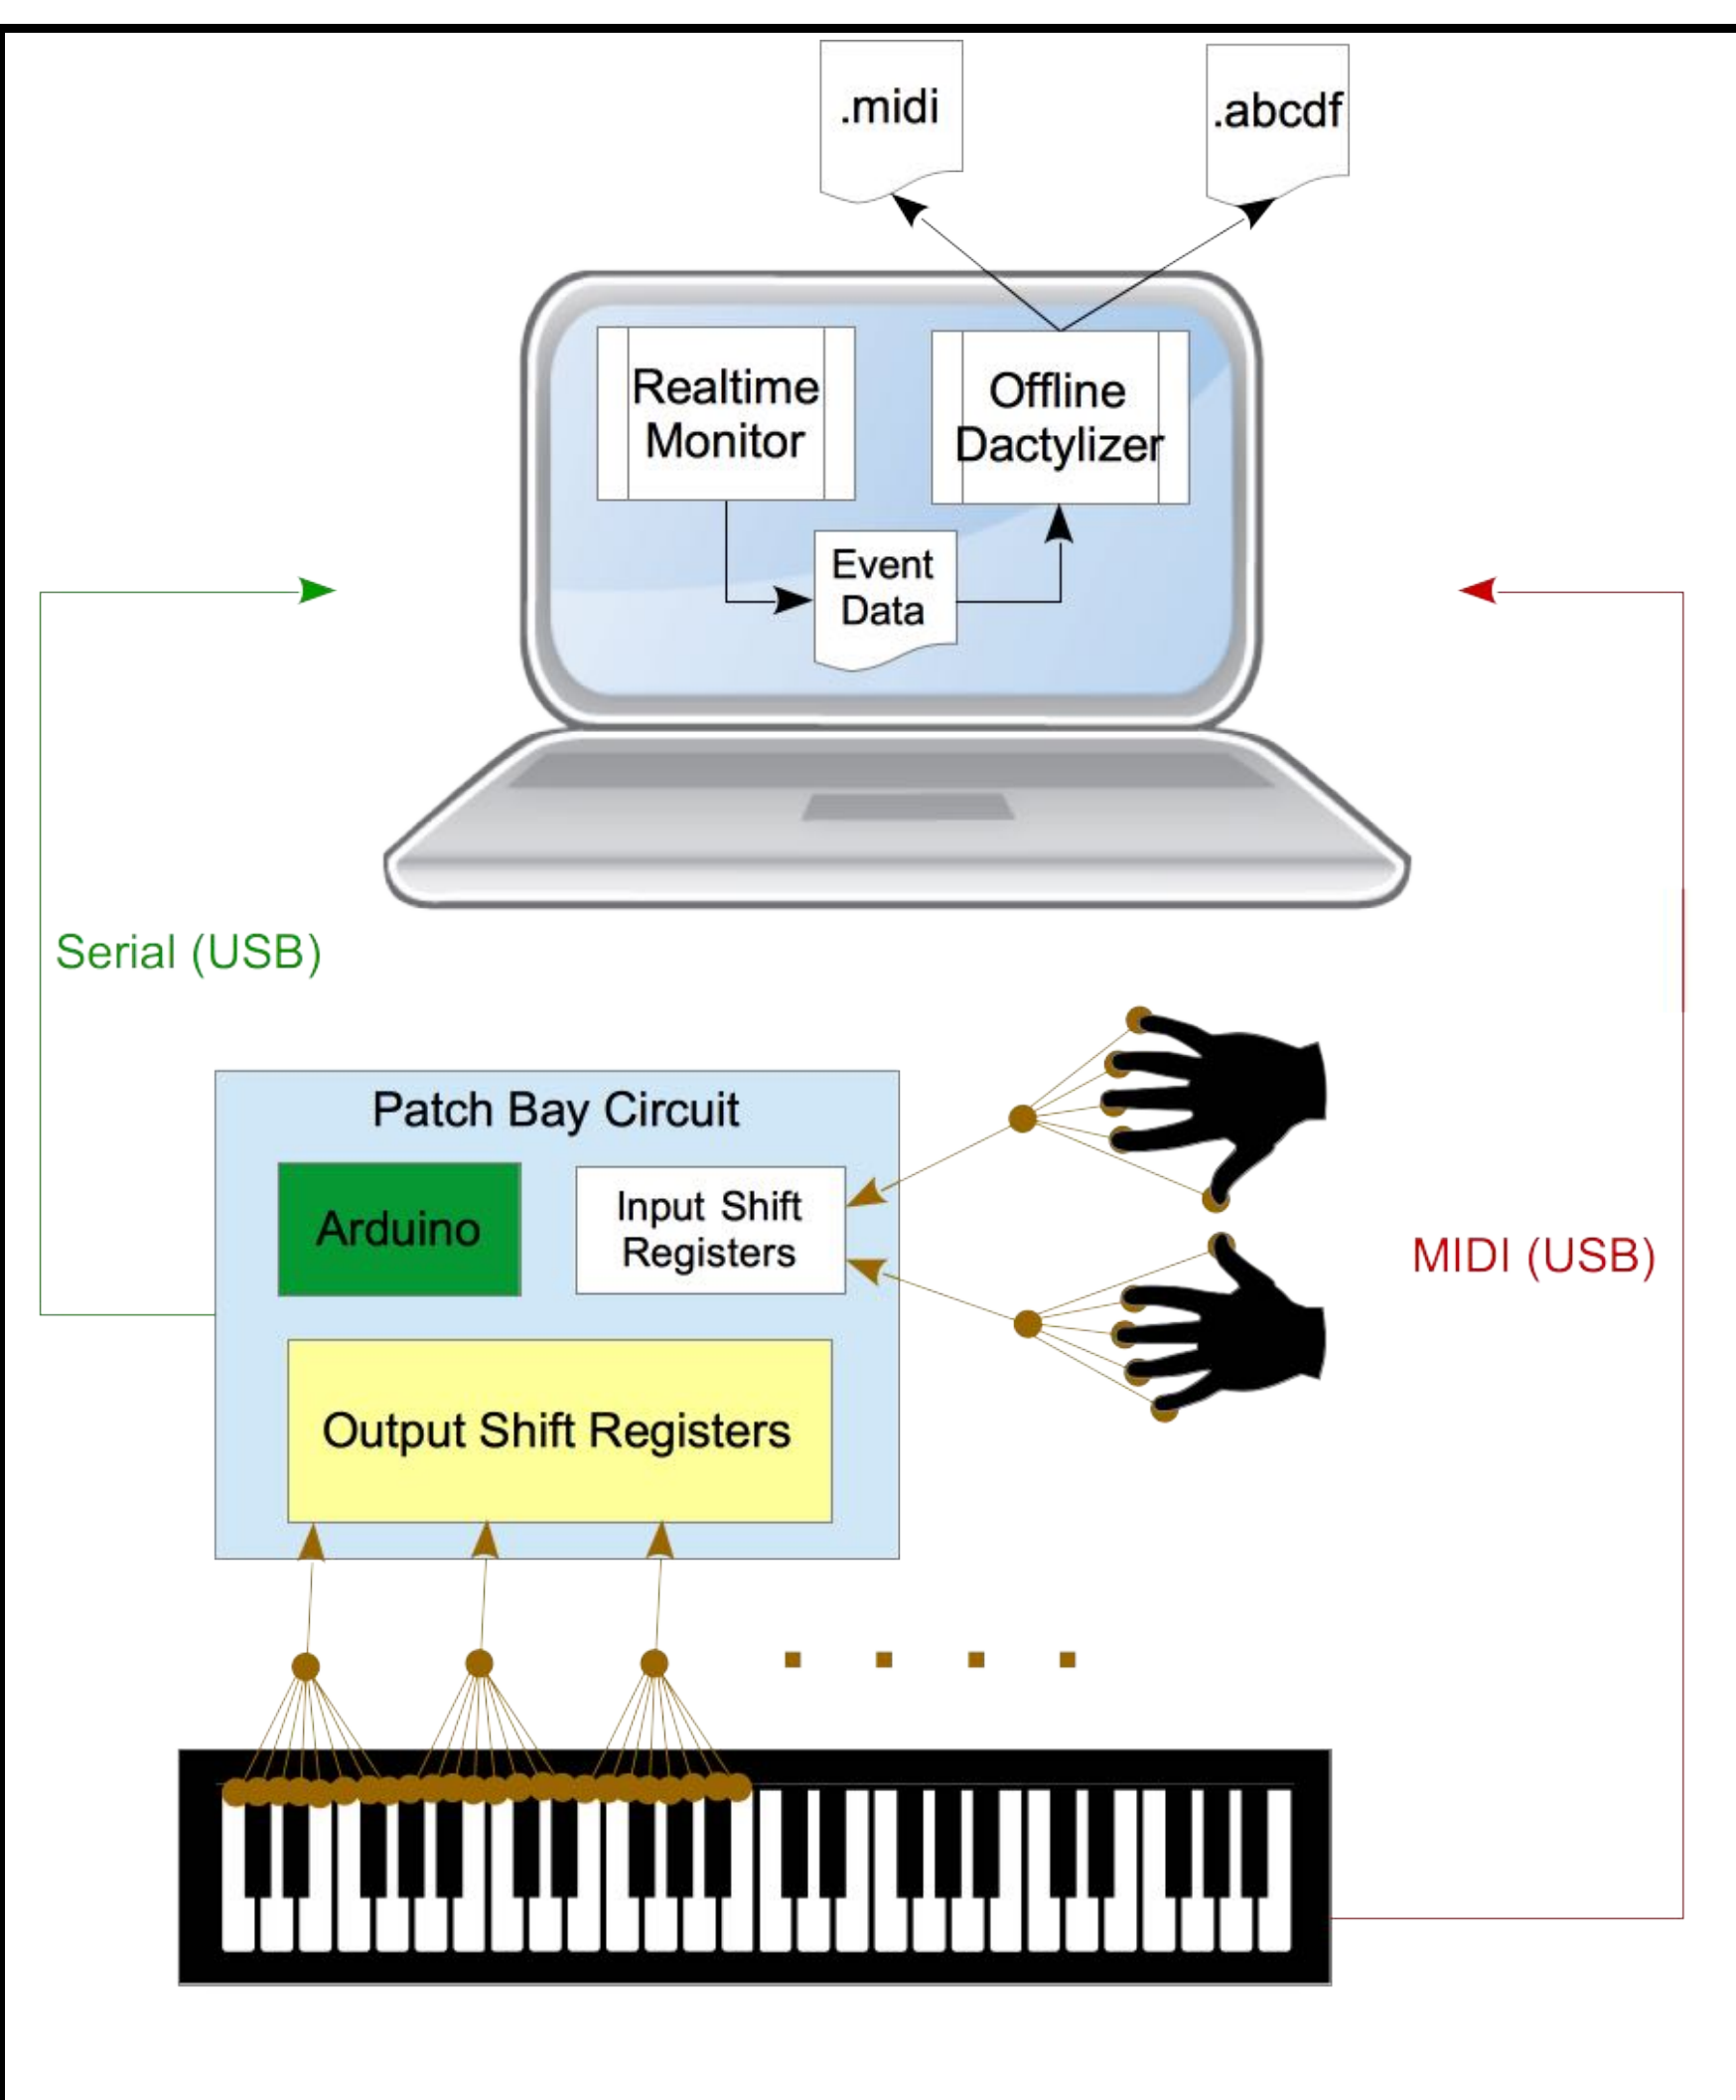 .midi
.abcdf
Realtime
Monitor
Offline
Dactylizer
Event
Data
Serial (USB)
Patch Bay Circuit
Arduino
Input Shift
Registers
MIDI (USB)
Output Shift Registers